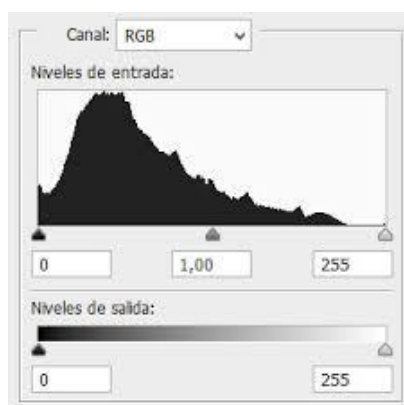 Canal: RGB
Niveles de entrada:
0 1,00 255
Niveles de salida:
0 255